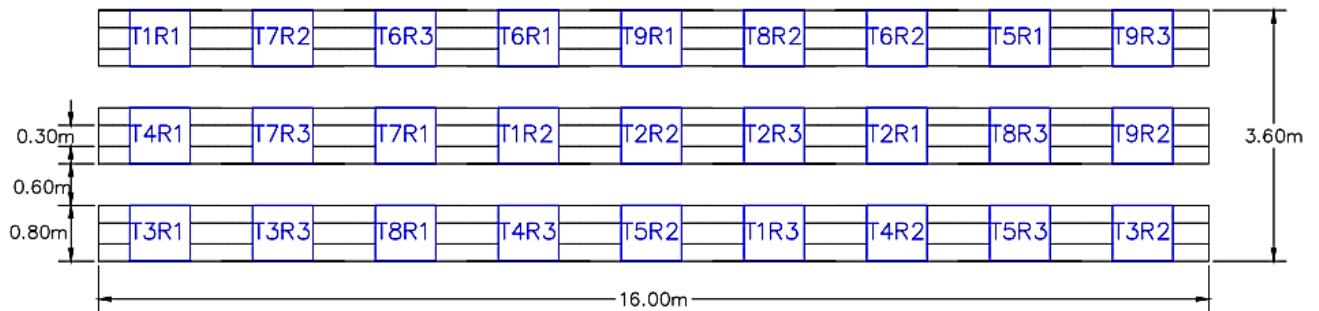 T1R1 T7R2 T6R3 T6R1 T9R1 T8R2 T6R2 T5R1 T9R3
0.30m T4R1 T7R3 T7R1 T1R2 T2R2 T2R3 T2R1 T8R3 T9R2 3.60m
0.60m
0.80m T3R1 T3R3 T8R1 T4R3 T5R2 T1R3 T4R2 T5R3 T3R2
16.00m